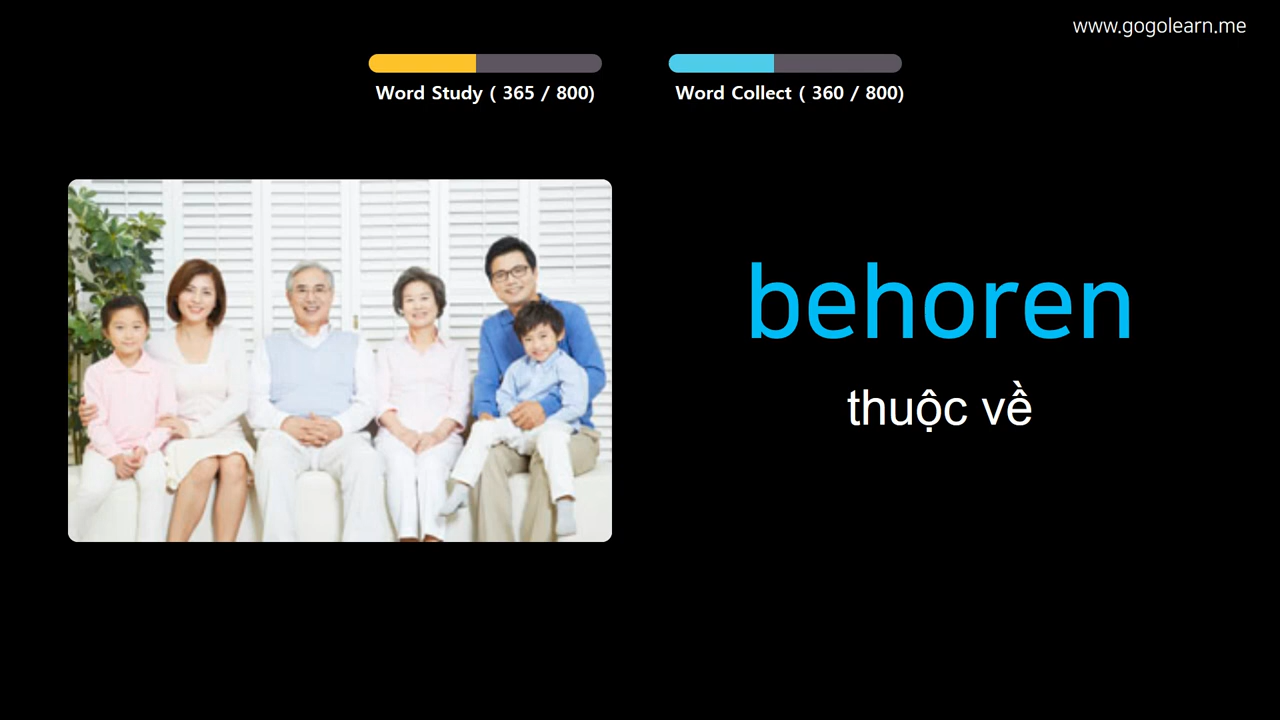 www.gogolearn.me
Word Study ( 365 / 800)
Word Collect ( 360 / 800)
behoren
thuộc về